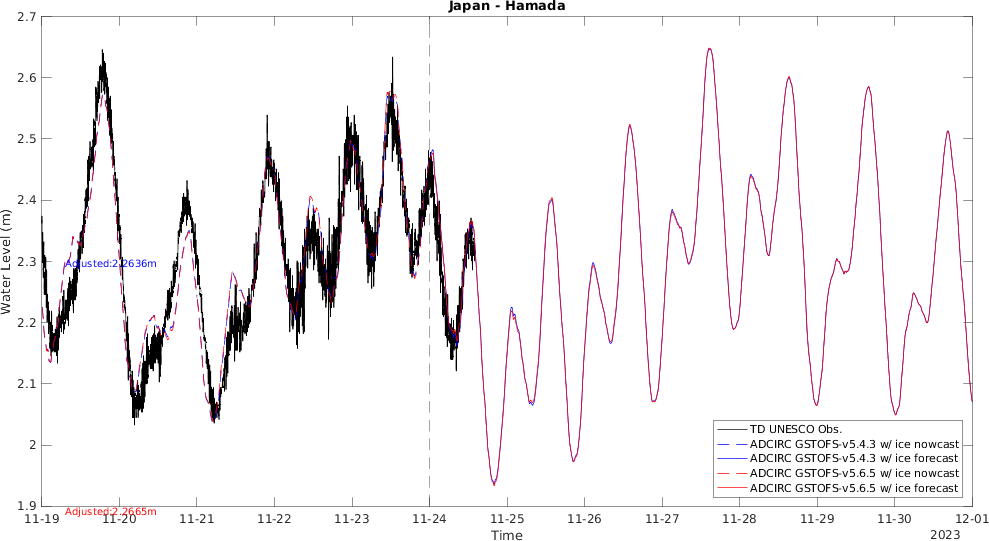 Japan - Hamada
2.7
2.6
2.5
2.4
2.3
2.2
2.1
2
1.9
Water Level (m)
Adjusted:2.2636m
Adjusted:2.2665m
TD UNESCO Obs.
ADCIRC GSTOFS-v5.4.3 w/ ice nowcast
ADCIRC GSTOFS-v5.4.3 w/ ice forecast
ADCIRC GSTOFS-v5.6.5 w/ ice nowcast
ADCIRC GSTOFS-v5.6.5 w/ ice forecast
11-19 11-20 11-21 11-22 11-23 11-24 11-25 11-26 11-27 11-28 11-29 11-30 12-01
Time
2023